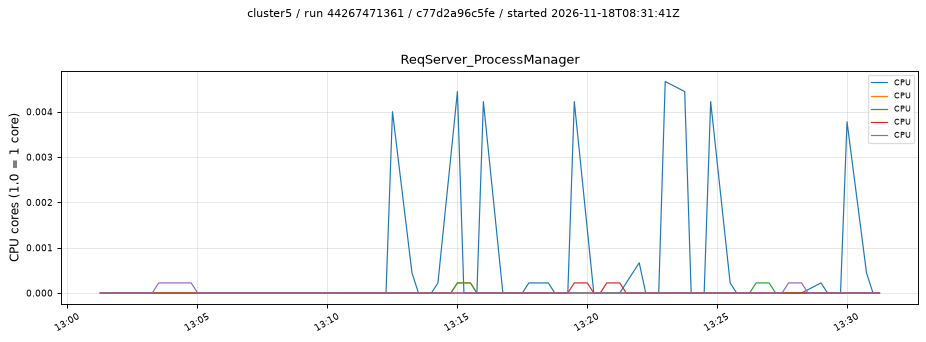 cluster5 / run 44267471361 / c77d2a96c5fe / started 2026-11-18T08:31:41Z
ReqServer_ProcessManager
CPU cores (1.0 = 1 core)
0.004
0.003
0.002
0.001
0.000
CPU
CPU
CPU
CPU
CPU
13:00
13:05
13:10
13:15
13:20
13:25
13:30